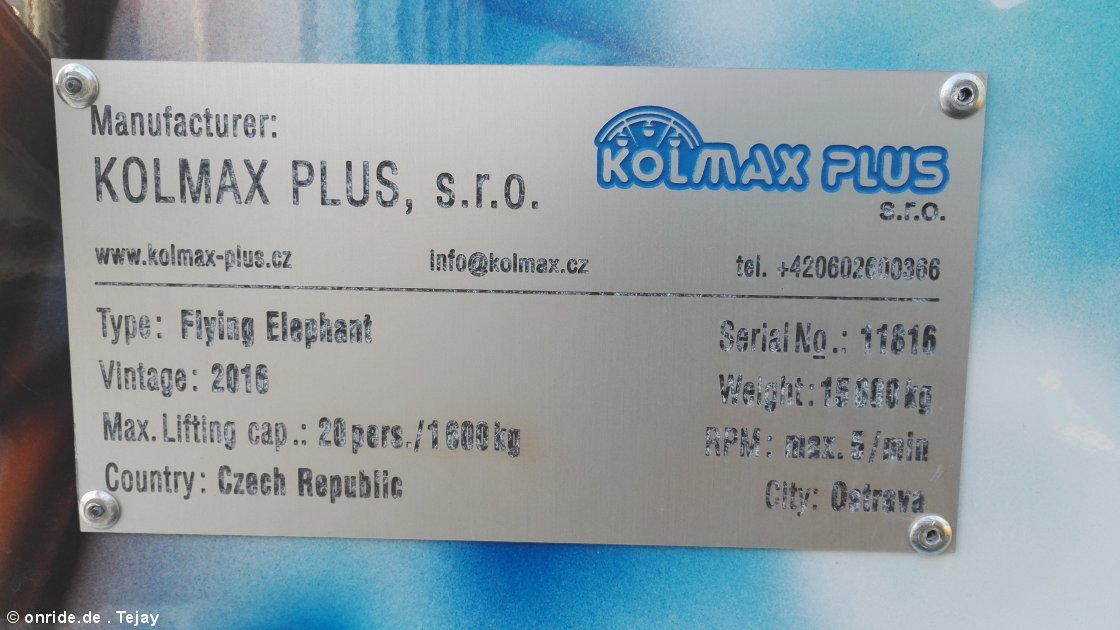 Manufacturer:
KOLMAX PLUS, s.r.o.
KOLMAX PLUS
s.r.o.
www.kolmax-plus.cz info@kolmax.cz tel. +420602600366
Type: Flying Elephant Serial No.: 11816
Vintage: 2016 Weight: 15 000 kg
Max. Lifting cap.: 20 pers./1 600 kg RPM: max. 5/min
Country: Czech Republic City: Ostrava
© onride.de . Tejay